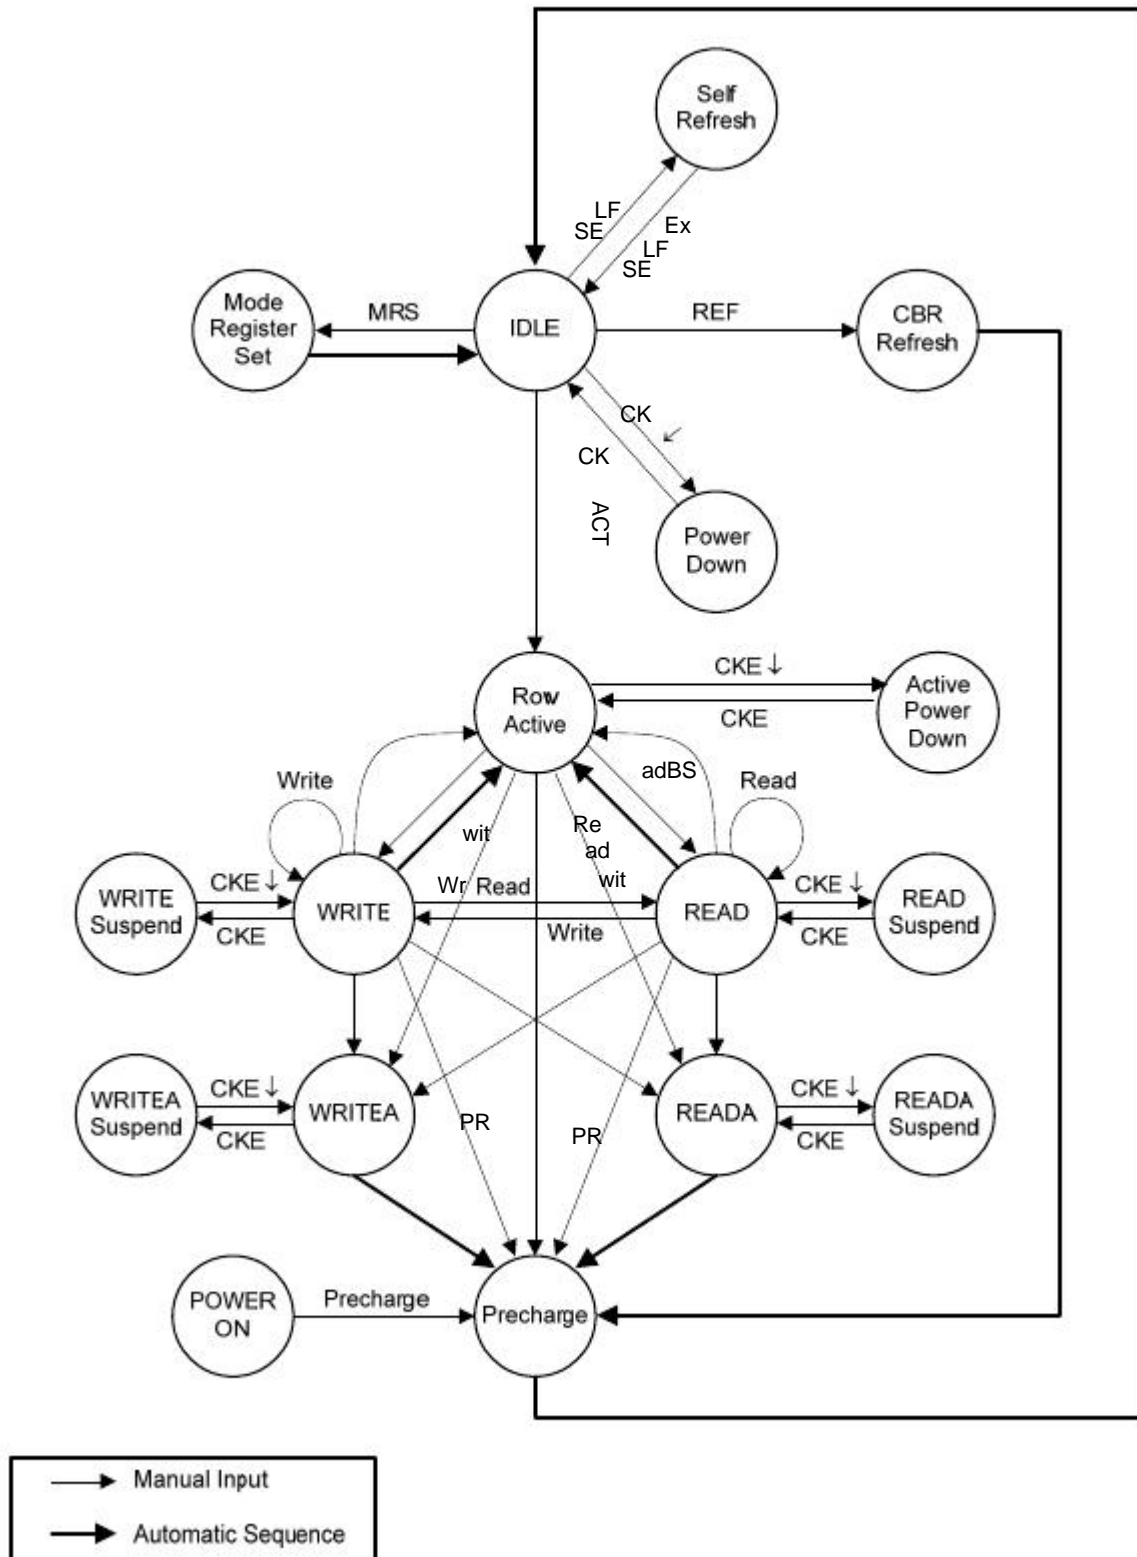 Self
Refresh
LF
SE
Ex
LF
SE
Mode
Register
Set
MRS
IDLE
REF
CBR
Refresh
CK
↙
CK
ACT
Power
Down
Row
Active
CKE ↓
CKE
Active
Power
Down
Write
adBS
Read
wit
Re
ad
wit
WRITE
Suspend
CKE ↓
CKE
WRITE
Wr
Read
Write
READ
CKE ↓
CKE
READ
Suspend
WRITEA
Suspend
CKE ↓
CKE
WRITEA
PR
PR
READA
CKE ↓
CKE
READA
Suspend
POWER
ON
Precharge
Precharge
Manual Input
Automatic Sequence